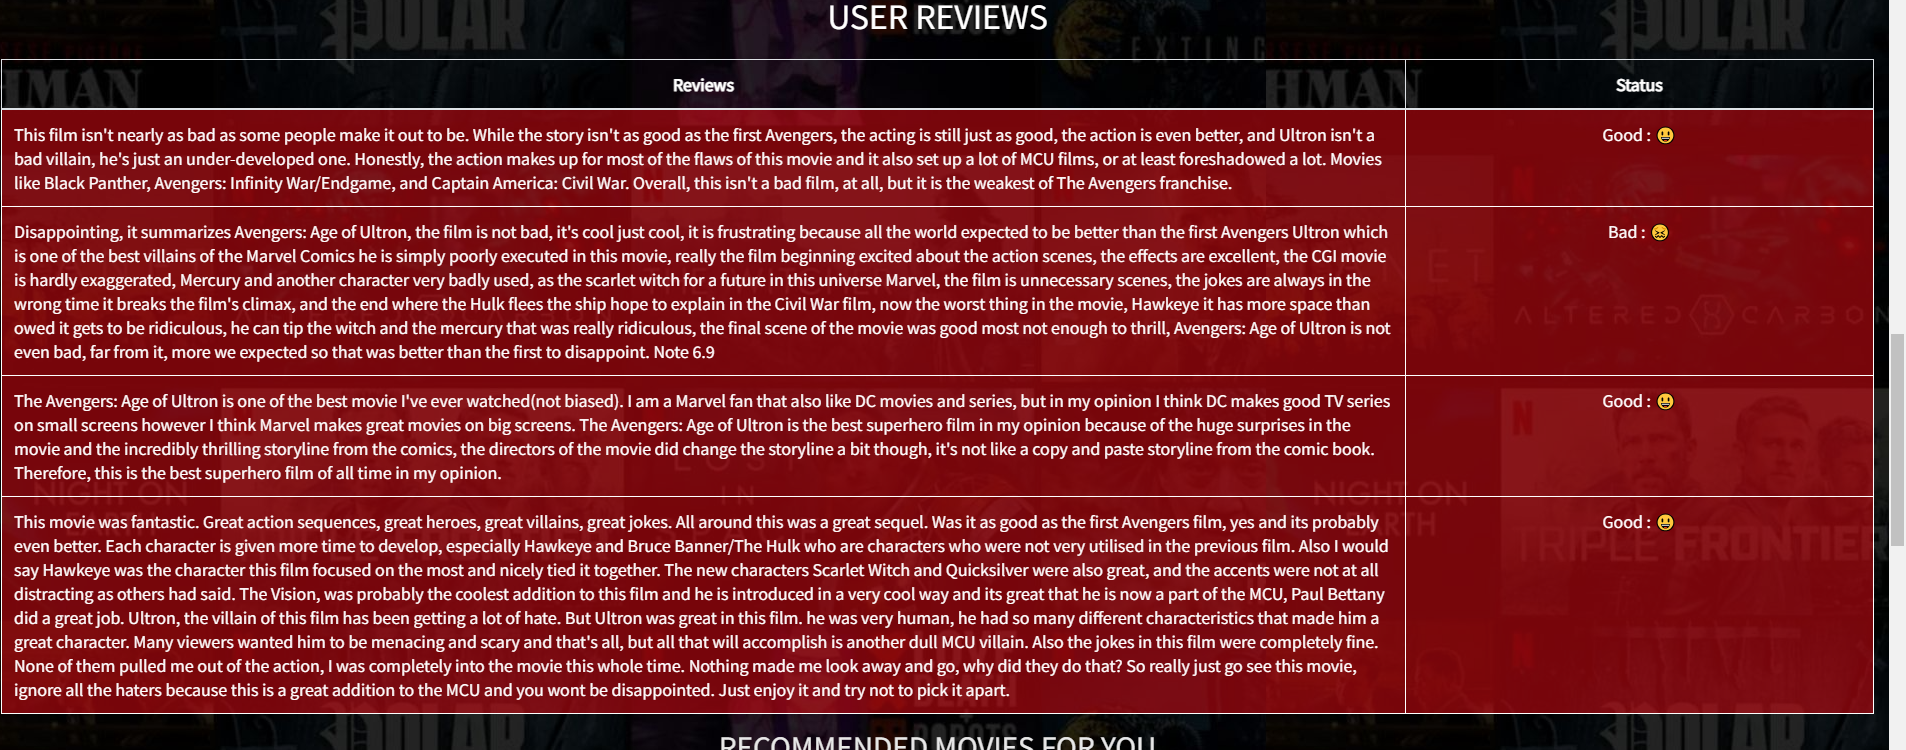 USER REVIEWS
Reviews
Status
This film isn't nearly as bad as some people make it out to be. While the story isn't as good as the first Avengers, the acting is still just as good, the action is even better, and Ultron isn't a
bad villain, he's just an under-developed one. Honestly, the action makes up for most of the flaws of this movie and it also set up a lot of MCU films, or at least foreshadowed a lot. Movies
like Black Panther, Avengers: Infinity War/Endgame, and Captain America: Civil War. Overall, this isn't a bad film, at all, but it is the weakest of The Avengers franchise.
Good : 😃
Disappointing, it summarizes Avengers: Age of Ultron, the film is not bad, it's cool just cool, it is frustrating because all the world expected to be better than the first Avengers Ultron which
is one of the best villains of the Marvel Comics he is simply poorly executed in this movie, really the film beginning excited about the action scenes, the effects are excellent, the CGI movie
is hardly exaggerated, Mercury and another character very badly used, as the scarlet witch for a future in this universe Marvel, the film is unnecessary scenes, the jokes are always in the
wrong time it breaks the film's climax, and the end where the Hulk flees the ship hope to explain in the Civil War film, now the worst thing in the movie, Hawkeye it has more space than
owed it gets to be ridiculous, he can tip the witch and the mercury that was really ridiculous, the final scene of the movie was good most not enough to thrill, Avengers: Age of Ultron is not
even bad, far from it, more we expected so that was better than the first to disappoint. Note 6.9
Bad : 😖
The Avengers: Age of Ultron is one of the best movie I've ever watched(not biased). I am a Marvel fan that also like DC movies and series, but in my opinion I think DC makes good TV series
on small screens however I think Marvel makes great movies on big screens. The Avengers: Age of Ultron is the best superhero film in my opinion because of the huge surprises in the
movie and the incredibly thrilling storyline from the comics, the directors of the movie did change the storyline a bit though, it's not like a copy and paste storyline from the comic book.
Therefore, this is the best superhero film of all time in my opinion.
Good : 😃
This movie was fantastic. Great action sequences, great heroes, great villains, great jokes. All around this was a great sequel. Was it as good as the first Avengers film, yes and its probably
even better. Each character is given more time to develop, especially Hawkeye and Bruce Banner/The Hulk who are characters who were not very utilised in the previous film. Also I would
say Hawkeye was the character this film focused on the most and nicely tied it together. The new characters Scarlet Witch and Quicksilver were also great, and the accents were not at all
distracting as others had said. The Vision, was probably the coolest addition to this film and he is introduced in a very cool way and its great that he is now a part of the MCU, Paul Bettany
did a great job. Ultron, the villain of this film has been getting a lot of hate. But Ultron was great in this film. he was very human, he had so many different characteristics that made him a
great character. Many viewers wanted him to be menacing and scary and that's all, but all that will accomplish is another dull MCU villain. Also the jokes in this film were completely fine.
None of them pulled me out of the action, I was completely into the movie this whole time. Nothing made me look away and go, why did they do that? So really just go see this movie,
ignore all the haters because this is a great addition to the MCU and you wont be disappointed. Just enjoy it and try not to pick it apart.
Good : 😃
RECOMMENDED MOVIES FOR YOU
POLAR
POLAR
HMAN
HMAN
ALTERED CARBON
LOST
IN
NIGHT ON
EARTH
NIGHT ON
EARTH
TRIPLE FRONTIER
POLAR
POLAR